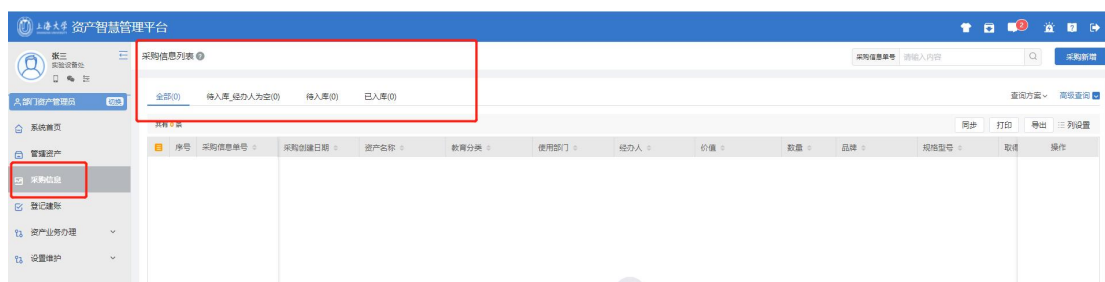 上海大学 资产智慧管理平台 2
张三
实验设备处
采购信息列表 采购信息单号 请输入内容 采购新增
部门资产管理员 切换
全部(0) 待入库_经办人为空(0) 待入库(0) 已入库(0) 查询方案 高级查询
系统首页
共有 0 条 同步 打印 导出 列设置
序号 采购信息单号 采购创建日期 资产名称 教育分类 使用部门 经办人 价值 数量 品牌 规格型号 取得 操作
管理资产
采购信息
登记建账
资产业务办理
设置维护